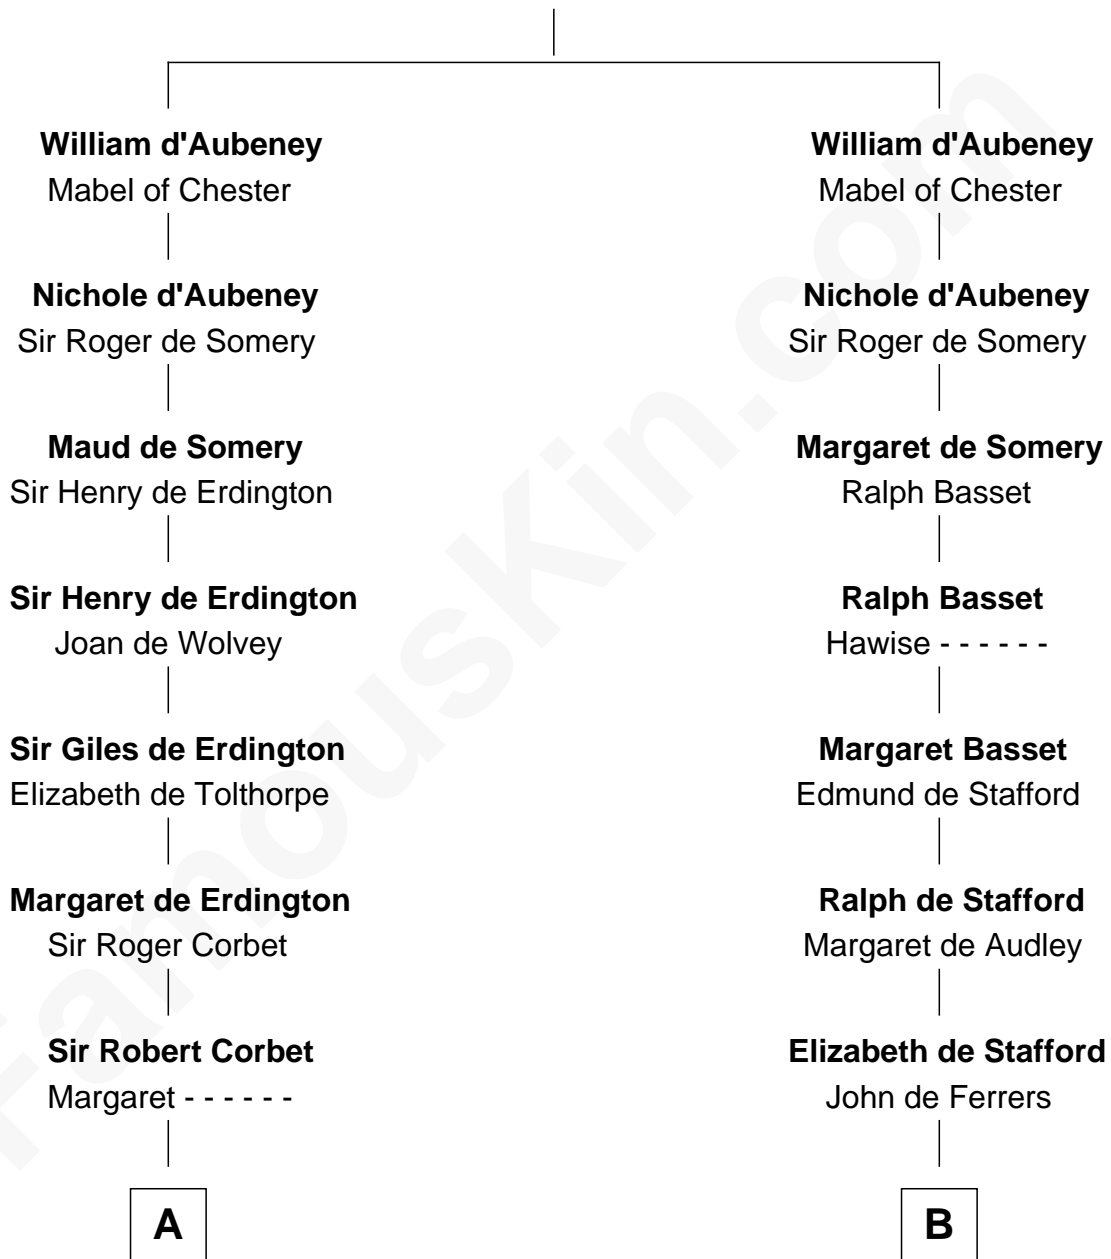 William d'Aubeney
Mabel of Chester
Nichole d'Aubeney
Sir Roger de Somery
Maud de Somery
Sir Henry de Erdington
Sir Henry de Erdington
Joan de Wolvey
Sir Giles de Erdington
Elizabeth de Tolthorpe
Margaret de Erdington
Sir Roger Corbet
Sir Robert Corbet
Margaret - - - - - -
A
William d'Aubeney
Mabel of Chester
Nichole d'Aubeney
Sir Roger de Somery
Margaret de Somery
Ralph Basset
Ralph Basset
Hawise - - - - - -
Margaret Basset
Edmund de Stafford
Ralph de Stafford
Margaret de Audley
Elizabeth de Stafford
John de Ferrers
B
FamousKin.com